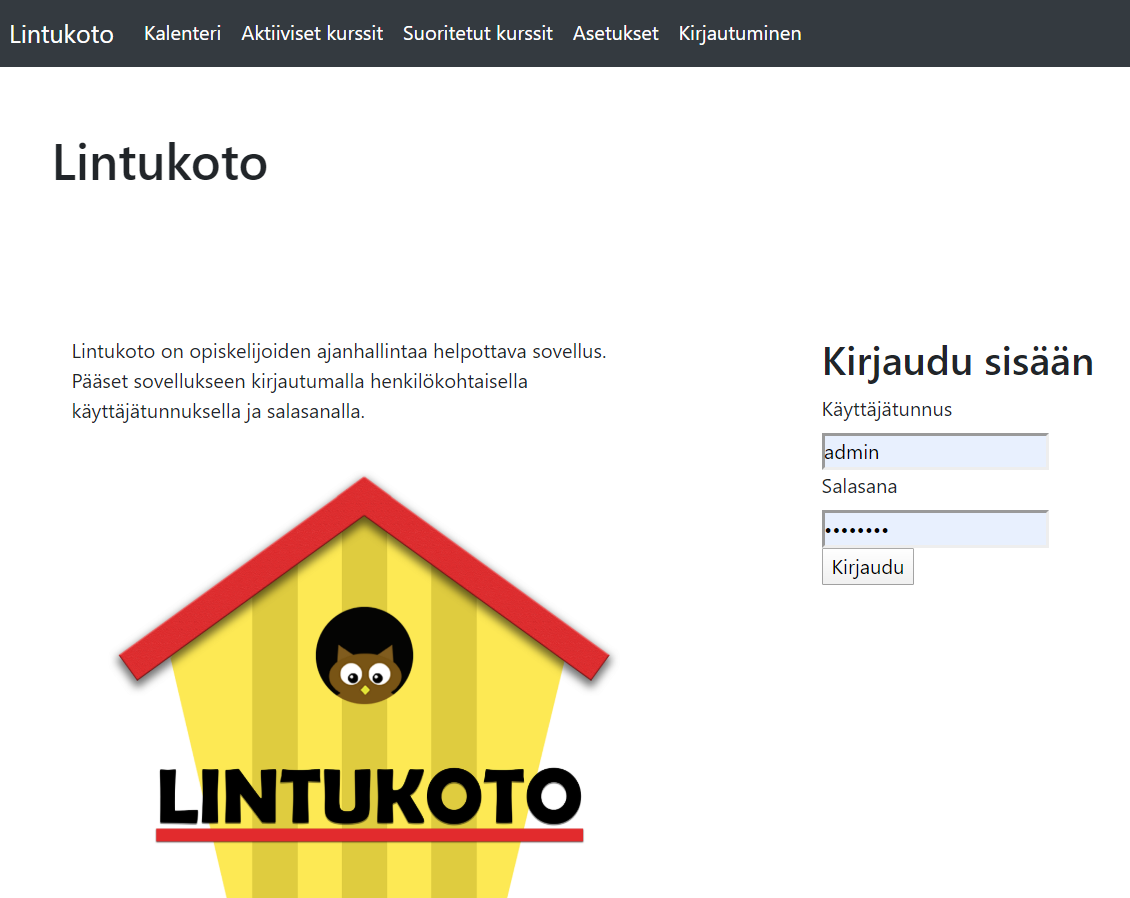 Lintukoto Kalenteri Aktiiviset kurssit Suoritetut kurssit Asetukset Kirjautuminen
Lintukoto
Lintukoto on opiskelijoiden ajanhallintaa helpottava sovellus.
Pääset sovellukseen kirjautumalla henkilökohtaisella
käyttäjätunnuksella ja salasanalla.
LINTUKOTO
Kirjaudu sisään
Käyttäjätunnus
admin
Salasana
••••••••
Kirjaudu